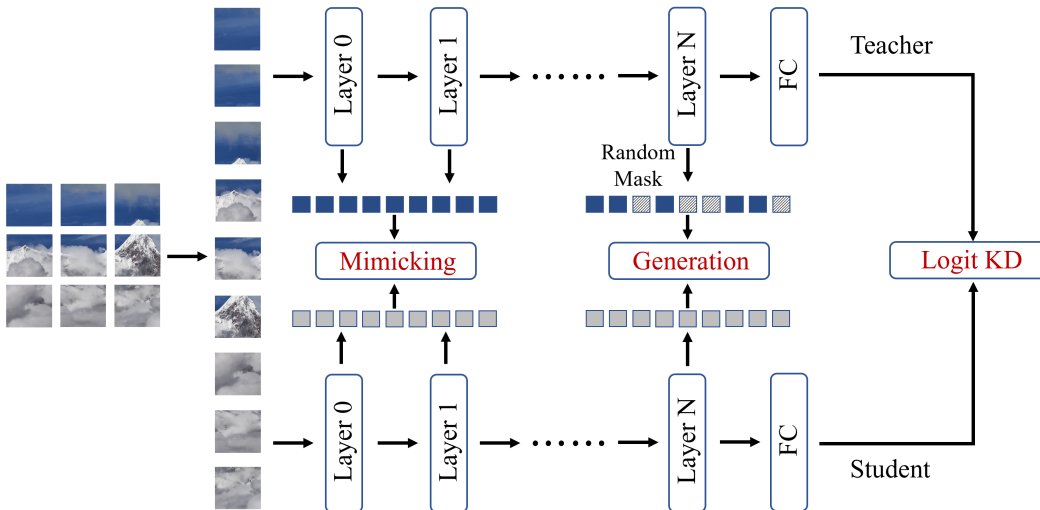 Layer 0
Layer 1
Layer N
FC
Teacher
Random
Mask
Mimicking
Generation
Logit KD
Layer 0
Layer 1
Layer N
FC
Student